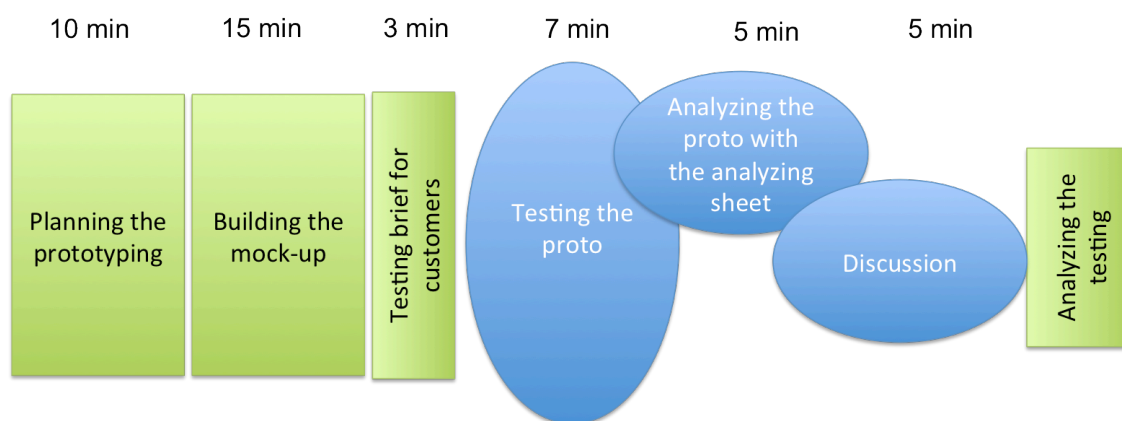 10 min
15 min
3 min
7 min
5 min
5 min
Planning the
prototyping
Building the
mock-up
Testing brief for
customers
Testing the
proto
Analyzing the
proto with
the analyzing
sheet
Discussion
Analyzing the
testing